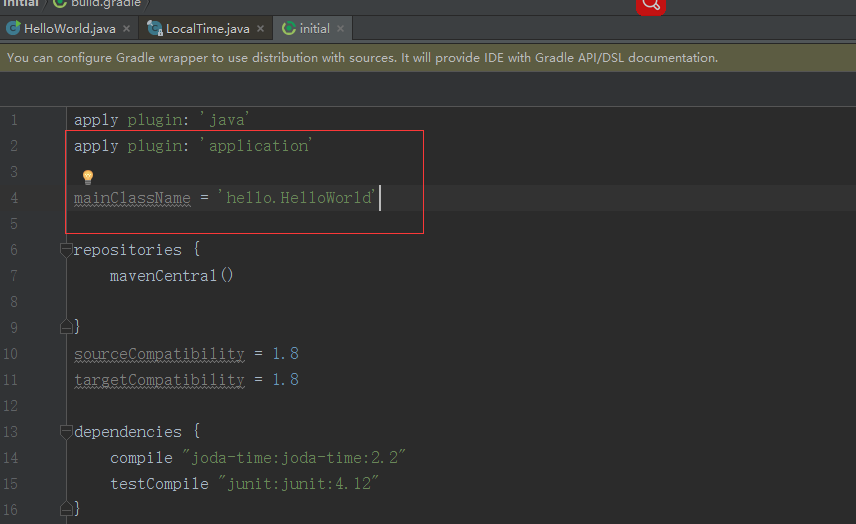 initial build.gradle
HelloWorld.java × LocalTime.java × initial ×
You can configure Gradle wrapper to use distribution with sources. It will provide IDE with Gradle API/DSL documentation.
1 apply plugin: 'java'
2 apply plugin: 'application'
3
4 mainClassName = 'hello.HelloWorld'
5
6 repositories {
7 mavenCentral()
8
9 }
10 sourceCompatibility = 1.8
11 targetCompatibility = 1.8
12
13 dependencies {
14 compile "joda-time:joda-time:2.2"
15 testCompile "junit:junit:4.12"
16 }